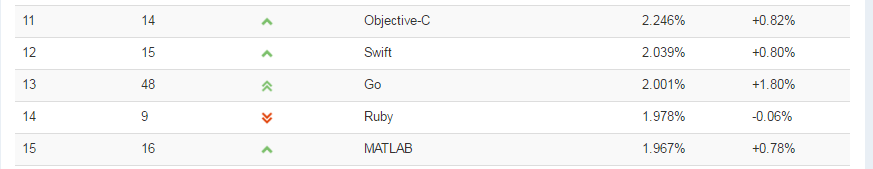 11 14 Objective-C 2.246% +0.82%
12 15 Swift 2.039% +0.80%
13 48 Go 2.001% +1.80%
14 9 Ruby 1.978% -0.06%
15 16 MATLAB 1.967% +0.78%